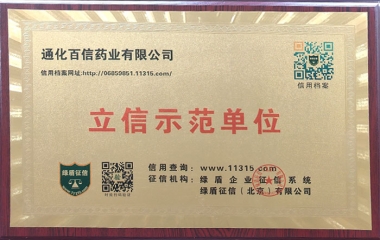 通化百信药业有限公司
信用档案网址:http://06859851.11315.com/
信用档案
立信示范单位
绿盾征信
信用查询：www.11315.com
征信机构：绿盾企业征信系统
绿盾征信（北京）有限公司